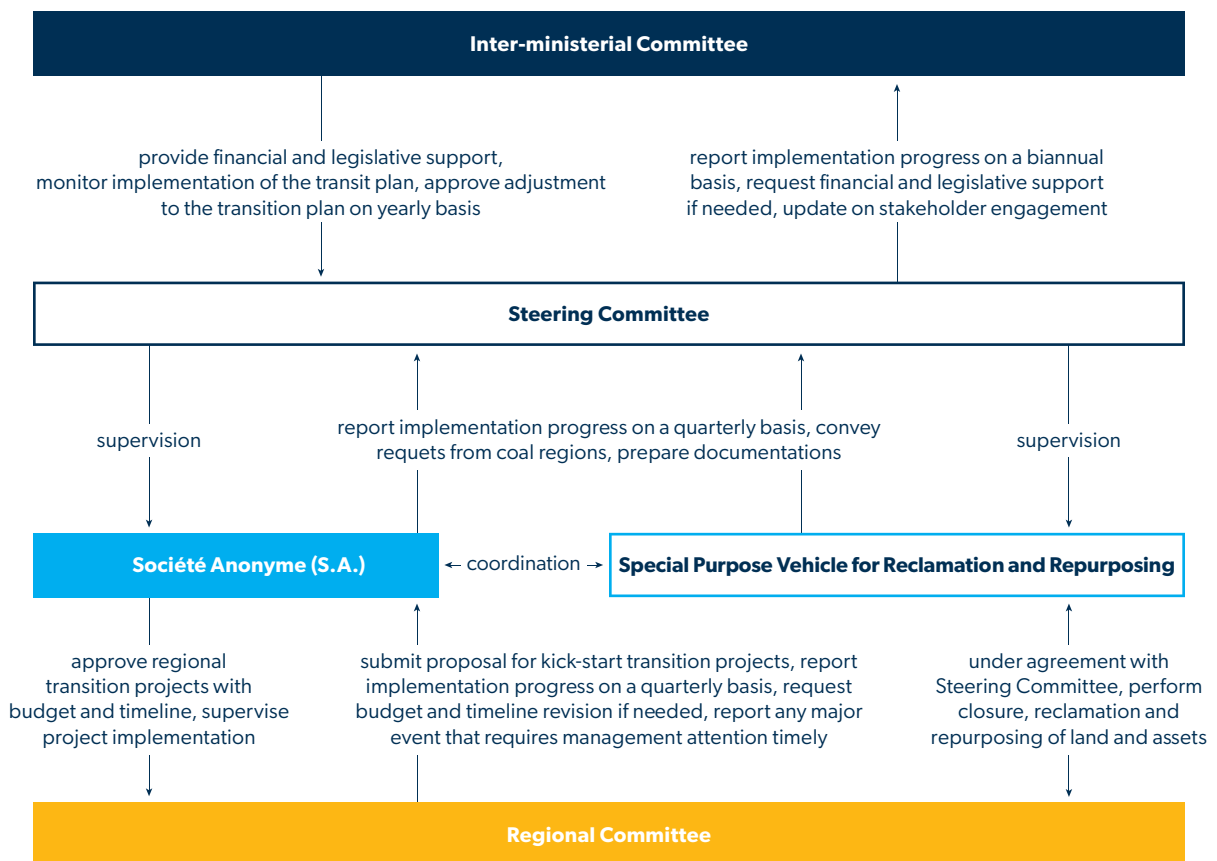 Inter-ministerial Committee
provide financial and legislative support,
monitor implementation of the transit plan, approve adjustment
to the transition plan on yearly basis
report implementation progress on a biannual
basis, request financial and legislative support
if needed, update on stakeholder engagement
Steering Committee
supervision
report implementation progress on a quarterly basis, convey
requets from coal regions, prepare documentations
supervision
Société Anonyme (S.A.)
coordination
Special Purpose Vehicle for Reclamation and Repurposing
approve regional
transition projects with
budget and timeline, supervise
project implementation
submit proposal for kick-start transition projects, report
implementation progress on a quarterly basis, request
budget and timeline revision if needed, report any major
event that requires management attention timely
under agreement with
Steering Committee, perform
closure, reclamation and
repurposing of land and assets
Regional Committee